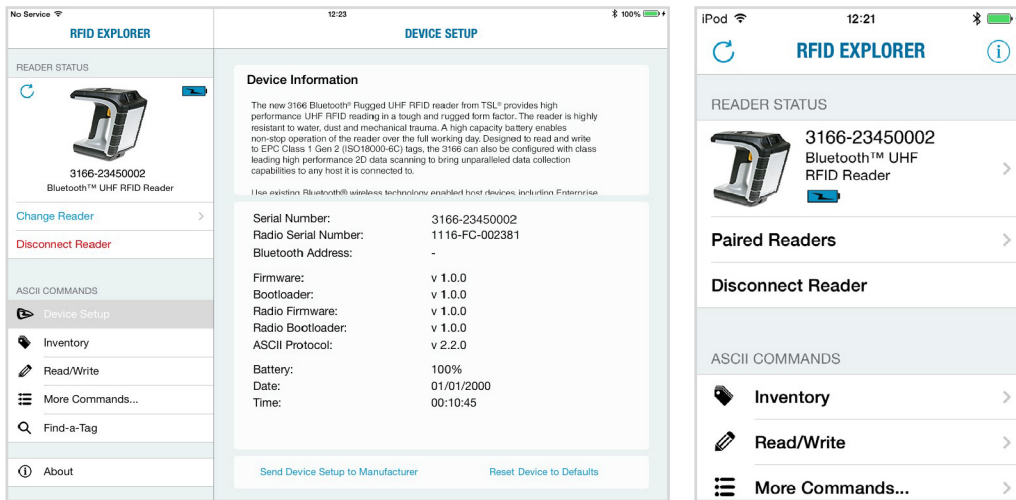 No Service
12:23
100%
RFID EXPLORER
DEVICE SETUP
READER STATUS
3166-23450002
Bluetooth™ UHF RFID Reader
Change Reader
Disconnect Reader
ASCII COMMANDS
Device Setup
Inventory
Read/Write
More Commands...
Find-a-Tag
About
Device Information
The new 3166 Bluetooth® Rugged UHF RFID reader from TSL® provides high
performance UHF RFID reading in a tough and rugged form factor. The reader is highly
resistant to water, dust and mechanical trauma. A high capacity battery enables
non-stop operation of the reader over the full working day. Designed to read and write
to EPC Class 1 Gen 2 (ISO18000-6C) tags, the 3166 can also be configured with class
leading high performance 2D data scanning to bring unparalleled data collection
capabilities to any host it is connected to.
Use existing Bluetooth® wireless technology enabled host devices including Enterprise
Serial Number: 3166-23450002
Radio Serial Number: 1116-FC-002381
Bluetooth Address: -
Firmware: v 1.0.0
Bootloader: v 1.0.0
Radio Firmware: v 1.0.0
Radio Bootloader: v 1.0.0
ASCII Protocol: v 2.2.0
Battery: 100%
Date: 01/01/2000
Time: 00:10:45
Send Device Setup to Manufacturer
Reset Device to Defaults
iPod
12:21
RFID EXPLORER
READER STATUS
3166-23450002
Bluetooth™ UHF
RFID Reader
Paired Readers
Disconnect Reader
ASCII COMMANDS
Inventory
Read/Write
More Commands...